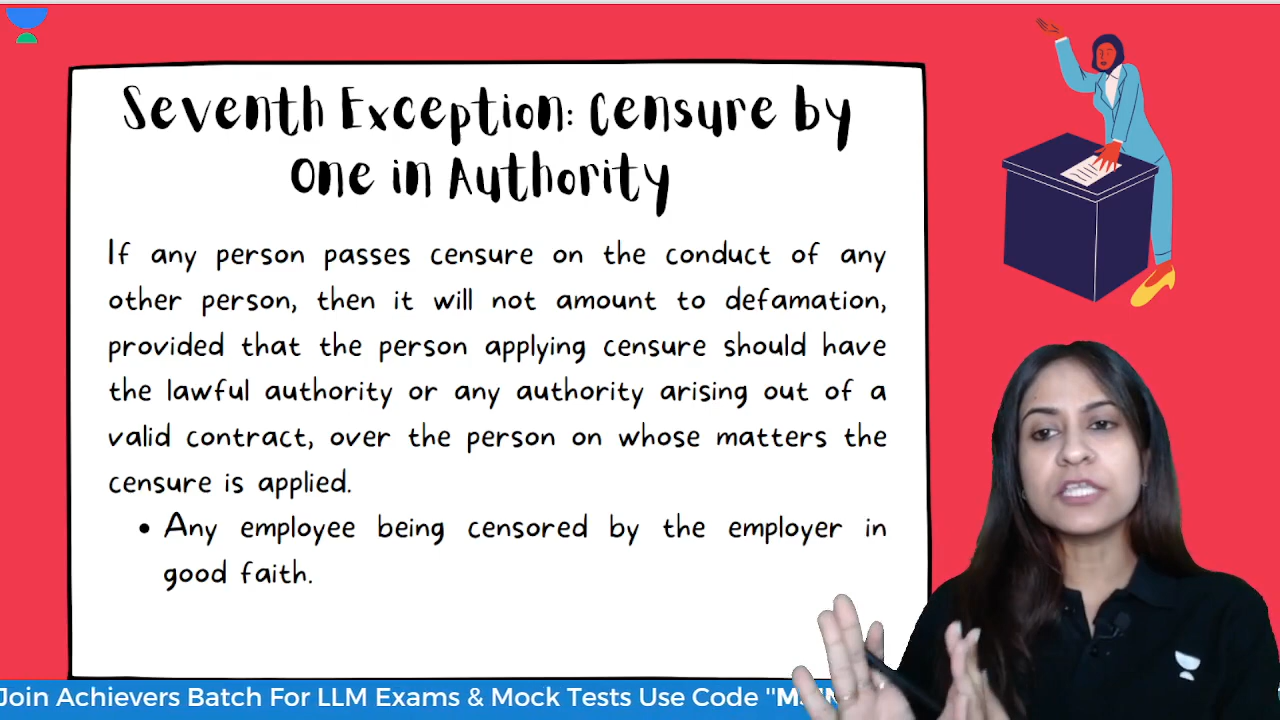 Seventh Exception: Censure by
One in Authority
If any person passes censure on the conduct of any
other person, then it will not amount to defamation,
provided that the person applying censure should have
the lawful authority or any authority arising out of a
valid contract, over the person on whose matters the
censure is applied.
• Any employee being censored by the employer in
good faith.
Join Achievers Batch For LLM Exams & Mock Tests Use Code "